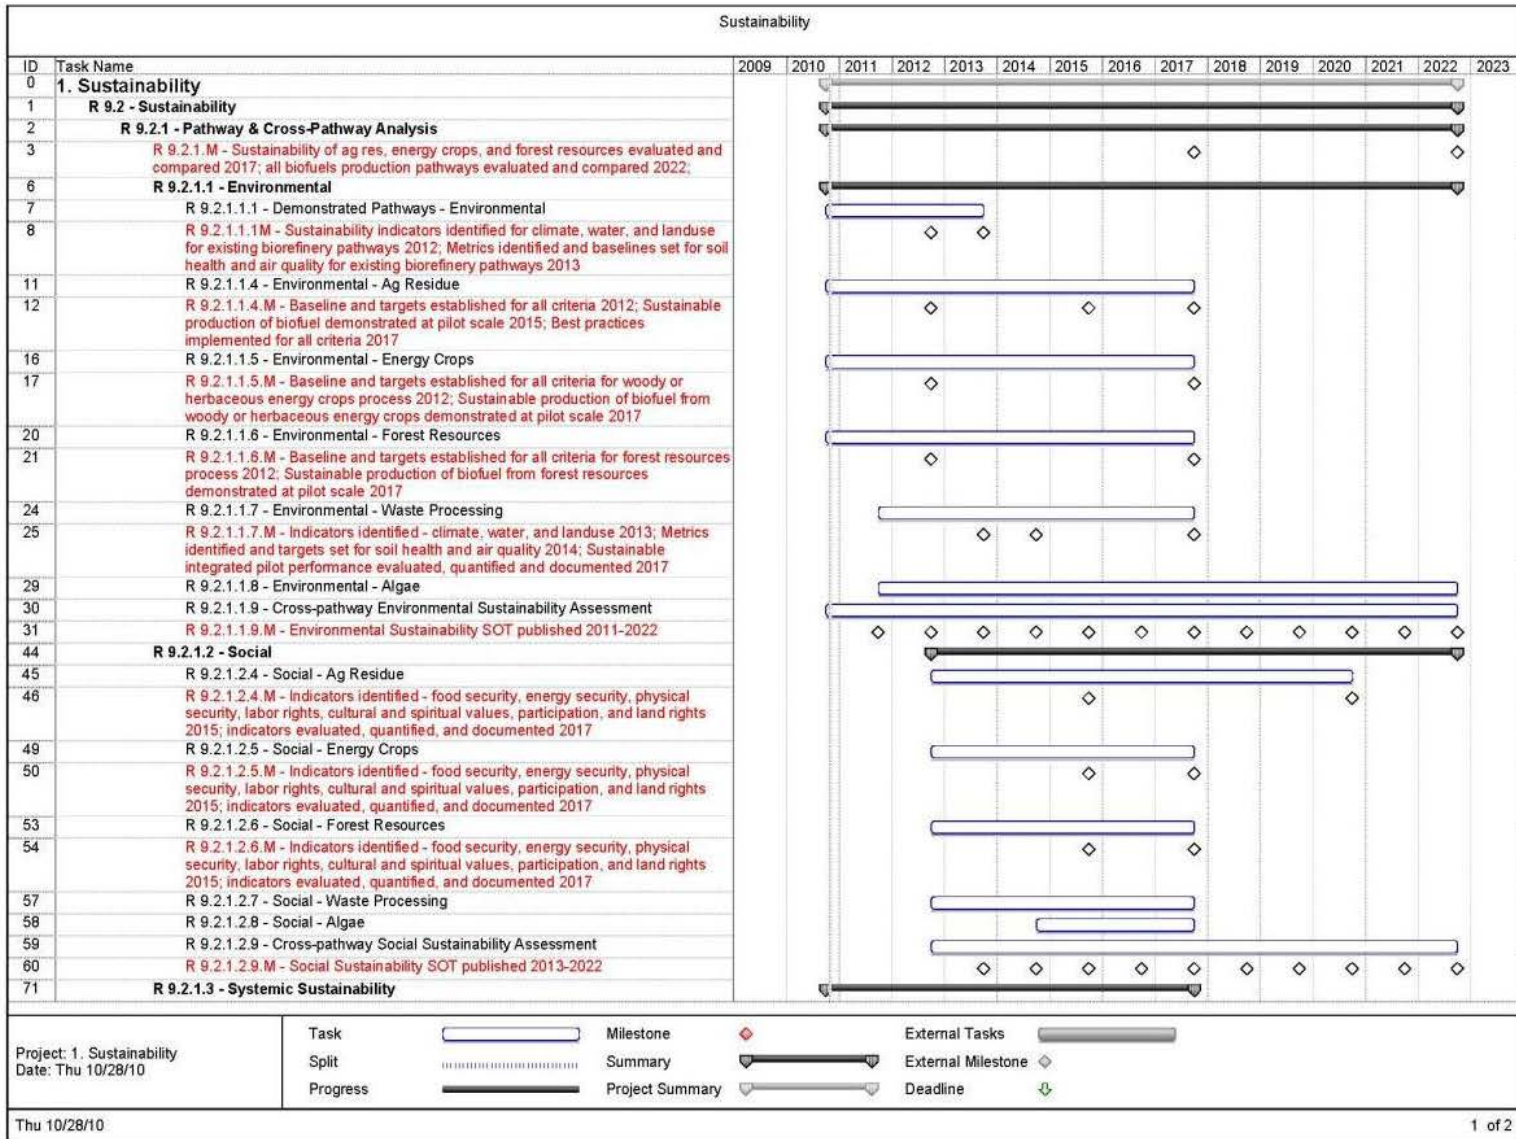 Sustainability
ID Task Name 2009 2010 2011 2012 2013 2014 2015 2016 2017 2018 2019 2020 2021 2022 2023
0 1. Sustainability
1 R 9.2 - Sustainability
2 R 9.2.1 - Pathway & Cross-Pathway Analysis
3 R 9.2.1.M - Sustainability of ag res, energy crops, and forest resources evaluated and
compared 2017; all biofuels production pathways evaluated and compared 2022;
6 R 9.2.1.1 - Environmental
7 R 9.2.1.1.1 - Demonstrated Pathways - Environmental
8 R 9.2.1.1.1M - Sustainability indicators identified for climate, water, and landuse
for existing biorefinery pathways 2012; Metrics identified and baselines set for soil
health and air quality for existing biorefinery pathways 2013
11 R 9.2.1.1.4 - Environmental - Ag Residue
12 R 9.2.1.1.4.M - Baseline and targets established for all criteria 2012; Sustainable
production of biofuel demonstrated at pilot scale 2015; Best practices
implemented for all criteria 2017
16 R 9.2.1.1.5 - Environmental - Energy Crops
17 R 9.2.1.1.5.M - Baseline and targets established for all criteria for woody or
herbaceous energy crops process 2012; Sustainable production of biofuel from
woody or herbaceous energy crops demonstrated at pilot scale 2017
20 R 9.2.1.1.6 - Environmental - Forest Resources
21 R 9.2.1.1.6.M - Baseline and targets established for all criteria for forest resources
process 2012; Sustainable production of biofuel from forest resources
demonstrated at pilot scale 2017
24 R 9.2.1.1.7 - Environmental - Waste Processing
25 R 9.2.1.1.7.M - Indicators identified - climate, water, and landuse 2013; Metrics
identified and targets set for soil health and air quality 2014; Sustainable
integrated pilot performance evaluated, quantified and documented 2017
29 R 9.2.1.1.8 - Environmental - Algae
30 R 9.2.1.1.9 - Cross-pathway Environmental Sustainability Assessment
31 R 9.2.1.1.9.M - Environmental Sustainability SOT published 2011-2022
44 R 9.2.1.2 - Social
45 R 9.2.1.2.4 - Social - Ag Residue
46 R 9.2.1.2.4.M - Indicators identified - food security, energy security, physical
security, labor rights, cultural and spiritual values, participation, and land rights
2015; indicators evaluated, quantified, and documented 2017
49 R 9.2.1.2.5 - Social - Energy Crops
50 R 9.2.1.2.5.M - Indicators identified - food security, energy security, physical
security, labor rights, cultural and spiritual values, participation, and land rights
2015; indicators evaluated, quantified, and documented 2017
53 R 9.2.1.2.6 - Social - Forest Resources
54 R 9.2.1.2.6.M - Indicators identified - food security, energy security, physical
security, labor rights, cultural and spiritual values, participation, and land rights
2015; indicators evaluated, quantified, and documented 2017
57 R 9.2.1.2.7 - Social - Waste Processing
58 R 9.2.1.2.8 - Social - Algae
59 R 9.2.1.2.9 - Cross-pathway Social Sustainability Assessment
60 R 9.2.1.2.9.M - Social Sustainability SOT published 2013-2022
71 R 9.2.1.3 - Systemic Sustainability
Project: 1. Sustainability
Date: Thu 10/28/10
Task Milestone External Tasks
Split Summary External Milestone
Progress Project Summary Deadline
Thu 10/28/10 1 of 2